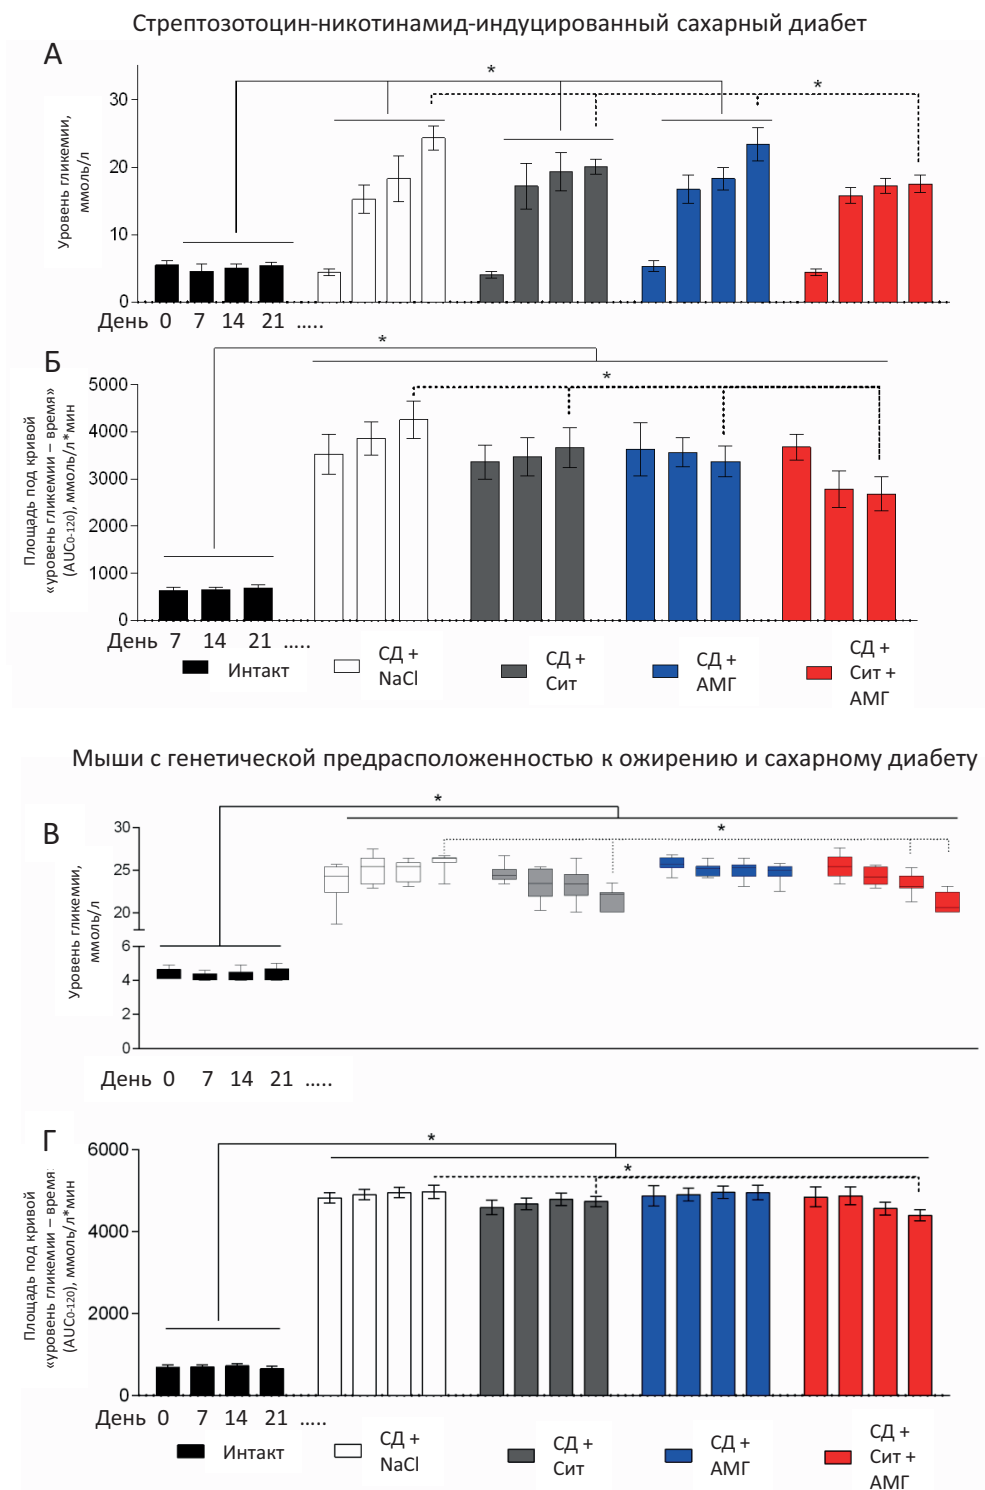 Стрептозотоцин-никотинамид-индуцированный сахарный диабет
А
Уровень гликемии,
ммоль/л
30
20
10
0
*
*
День 0 7 14 21 .....
Б
Площадь под кривой
«уровень гликемии – время»
(AUC0-120), ммоль/л*мин
5000
4000
3000
2000
1000
0
*
*
День 7 14 21 .....
Интакт
СД +
NaCl
СД +
Сит
СД +
АМГ
СД +
Сит +
АМГ
Мыши с генетической предрасположенностью к ожирению и сахарному диабету
В
Уровень гликемии,
ммоль/л
30
25
20
6
4
2
0
*
*
День 0 7 14 21 .....
Г
Площадь под кривой
«уровень гликемии – время
(AUC0-120), ммоль/л*мин
6000
4000
2000
0
*
*
День 0 7 14 21 .....
Интакт
СД +
NaCl
СД +
Сит
СД +
АМГ
СД +
Сит +
АМГ